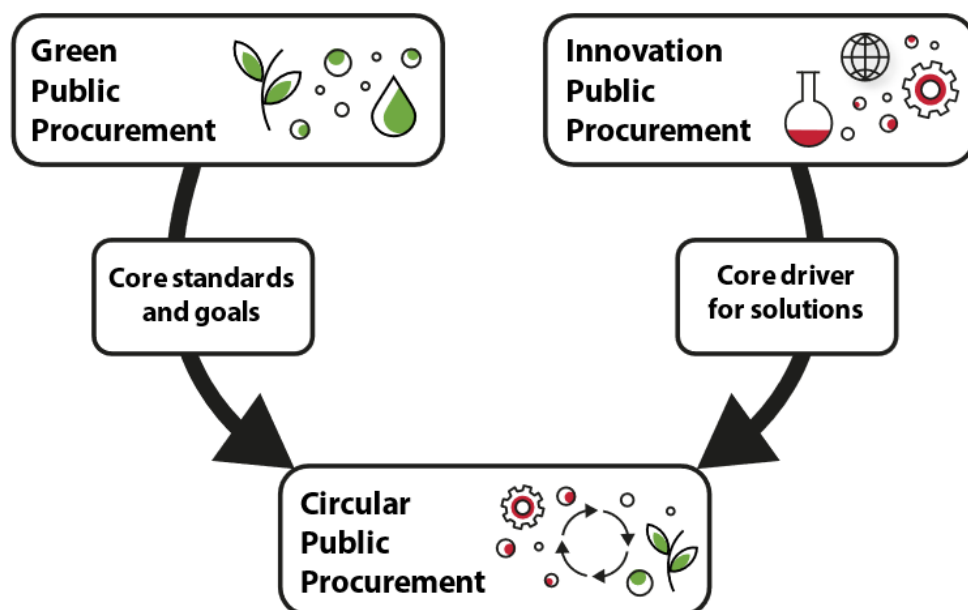 Green
Public
Procurement
Innovation
Public
Procurement
Core standards
and goals
Core driver
for solutions
Circular
Public
Procurement